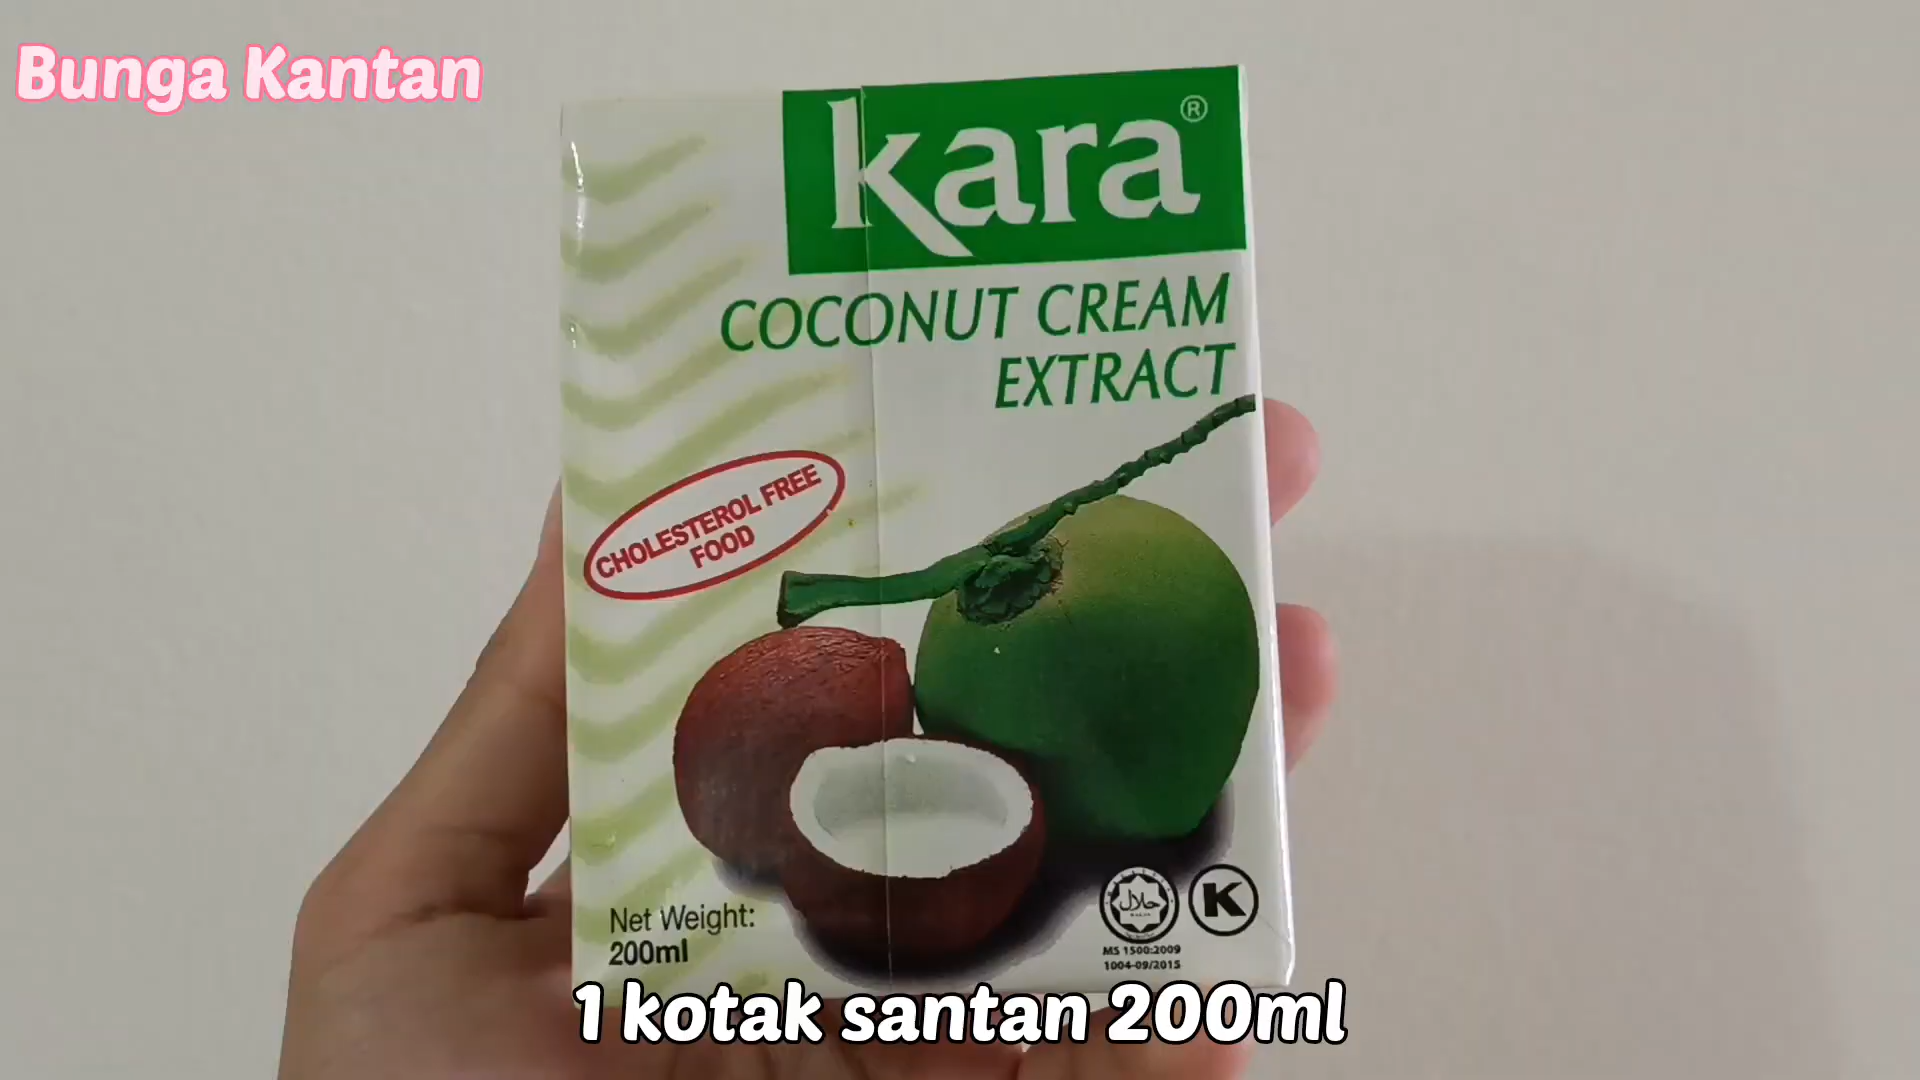 Bunga Kantan
kara®
COCONUT CREAM
EXTRACT
CHOLESTEROL FREE
FOOD
Net Weight:
200ml
حلال
K
MS 1500:2009
1004-09/2015
1 kotak santan 200ml